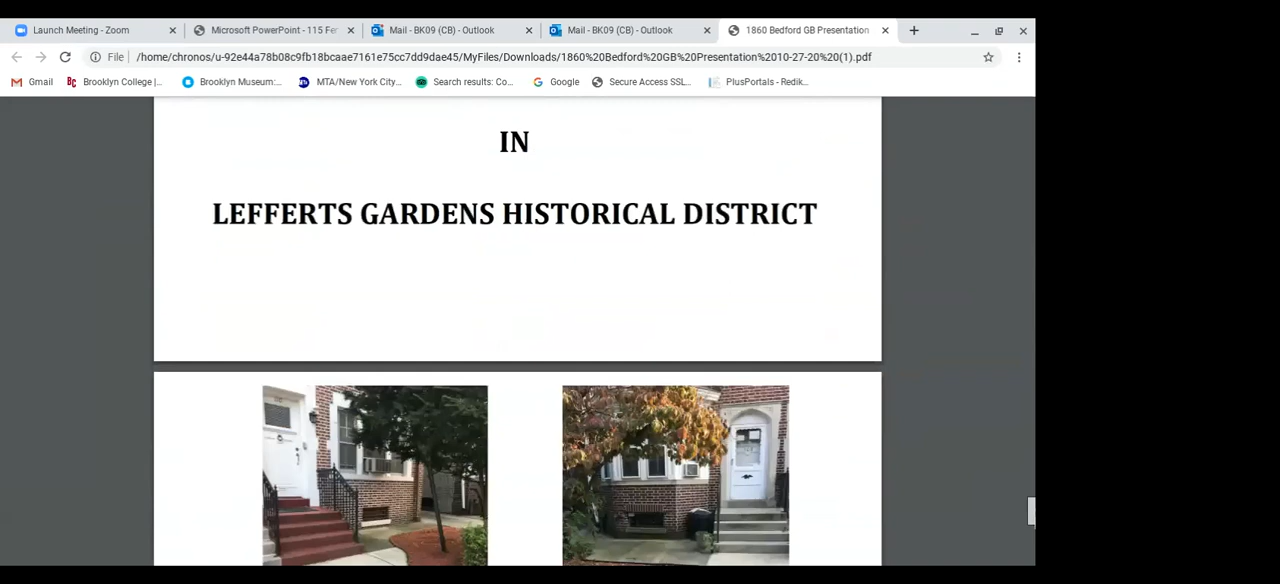 Launch Meeting - Zoom
Microsoft PowerPoint - 115 Fer
Mail - BK09 (CB) - Outlook
Mail - BK09 (CB) - Outlook
1860 Bedford GB Presentation
File
/home/chronos/u-92e44a78b08c9fb18bcaae7161e75cc7dd9dae45/MyFiles/Downloads/1860%20Bedford%20GB%20Presentation%2010-27-20%20(1).pdf
Gmail
Brooklyn College |...
Brooklyn Museum:...
MTA/New York City...
Search results: Co...
Google
Secure Access SSL...
PlusPortals - Redik...
IN
LEFFERTS GARDENS HISTORICAL DISTRICT